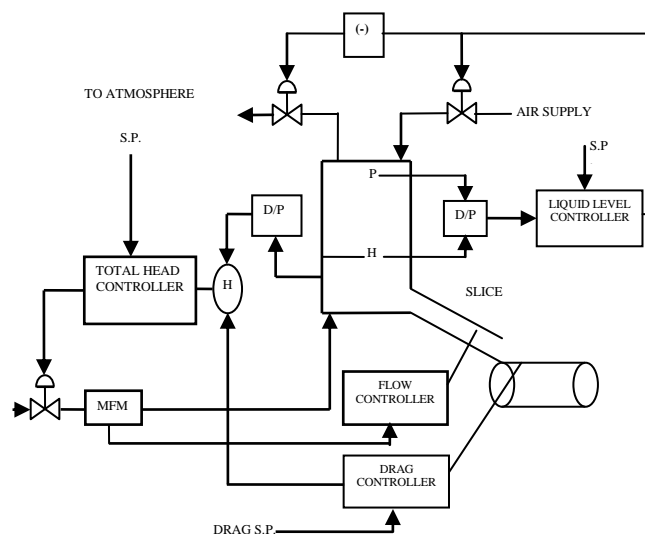 (-)
TO ATMOSPHERE
AIR SUPPLY
S.P.
S.P
P
D/P
D/P
LIQUID LEVEL
CONTROLLER
TOTAL HEAD
CONTROLLER
H
H
SLICE
MFM
FLOW
CONTROLLER
DRAG
CONTROLLER
DRAG S.P.